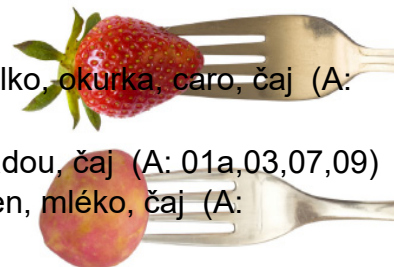 lko, okurka, caro, čaj (A:
dou, čaj (A: 01a,03,07,09)
en, mléko, čaj (A: